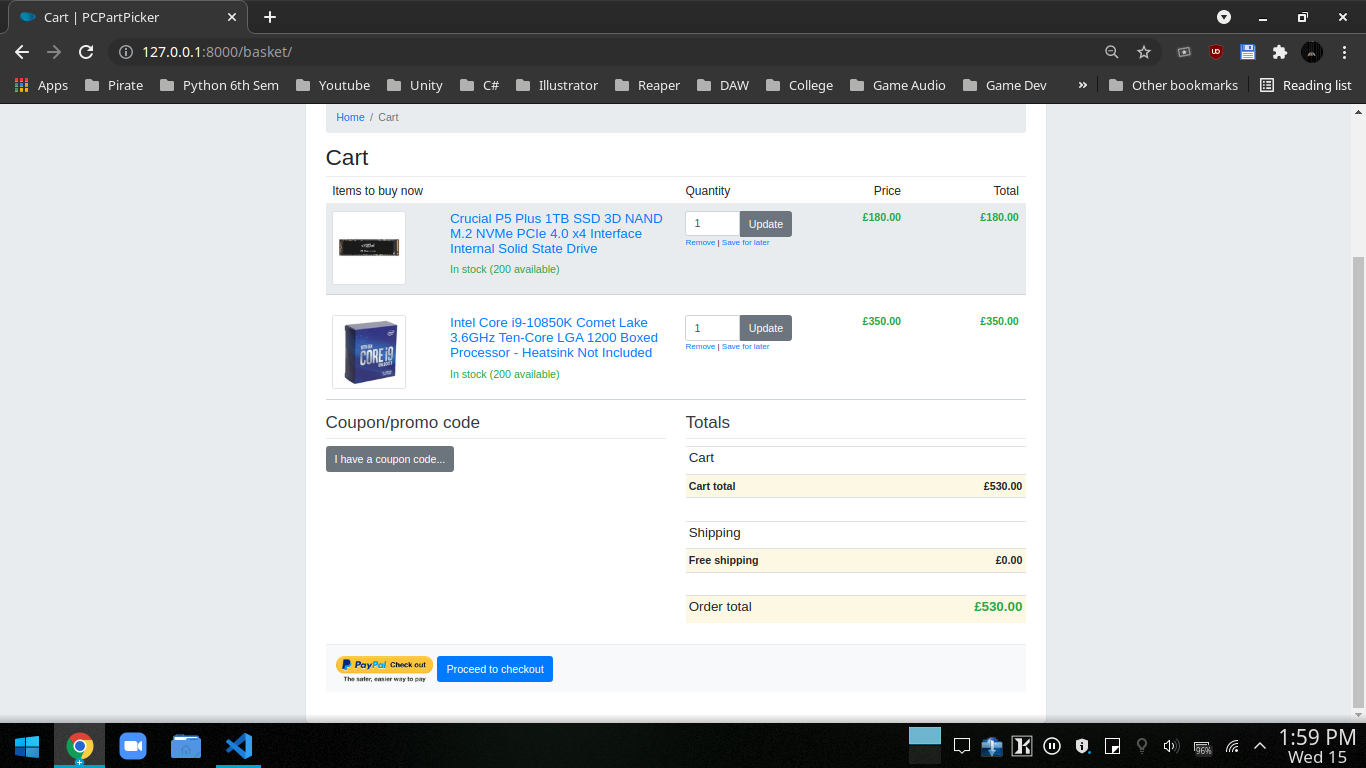 Cart | PCPartPicker
127.0.0.1:8000/basket/
Apps Pirate Python 6th Sem Youtube Unity C# Illustrator Reaper DAW College Game Audio Game Dev » Other bookmarks Reading list
Home / Cart
Cart
Items to buy now Quantity Price Total
Crucial P5 Plus 1TB SSD 3D NAND
M.2 NVMe PCIe 4.0 x4 Interface
Internal Solid State Drive
In stock (200 available)
1 Update
Remove | Save for later
£180.00 £180.00
Intel Core i9-10850K Comet Lake
3.6GHz Ten-Core LGA 1200 Boxed
Processor - Heatsink Not Included
In stock (200 available)
CORE i9
1 Update
Remove | Save for later
£350.00 £350.00
Coupon/promo code
I have a coupon code...
Totals
Cart
Cart total £530.00
Shipping
Free shipping £0.00
Order total £530.00
PayPal Check out
The safer, easier way to pay
Proceed to checkout
96%
1:59 PM
Wed 15